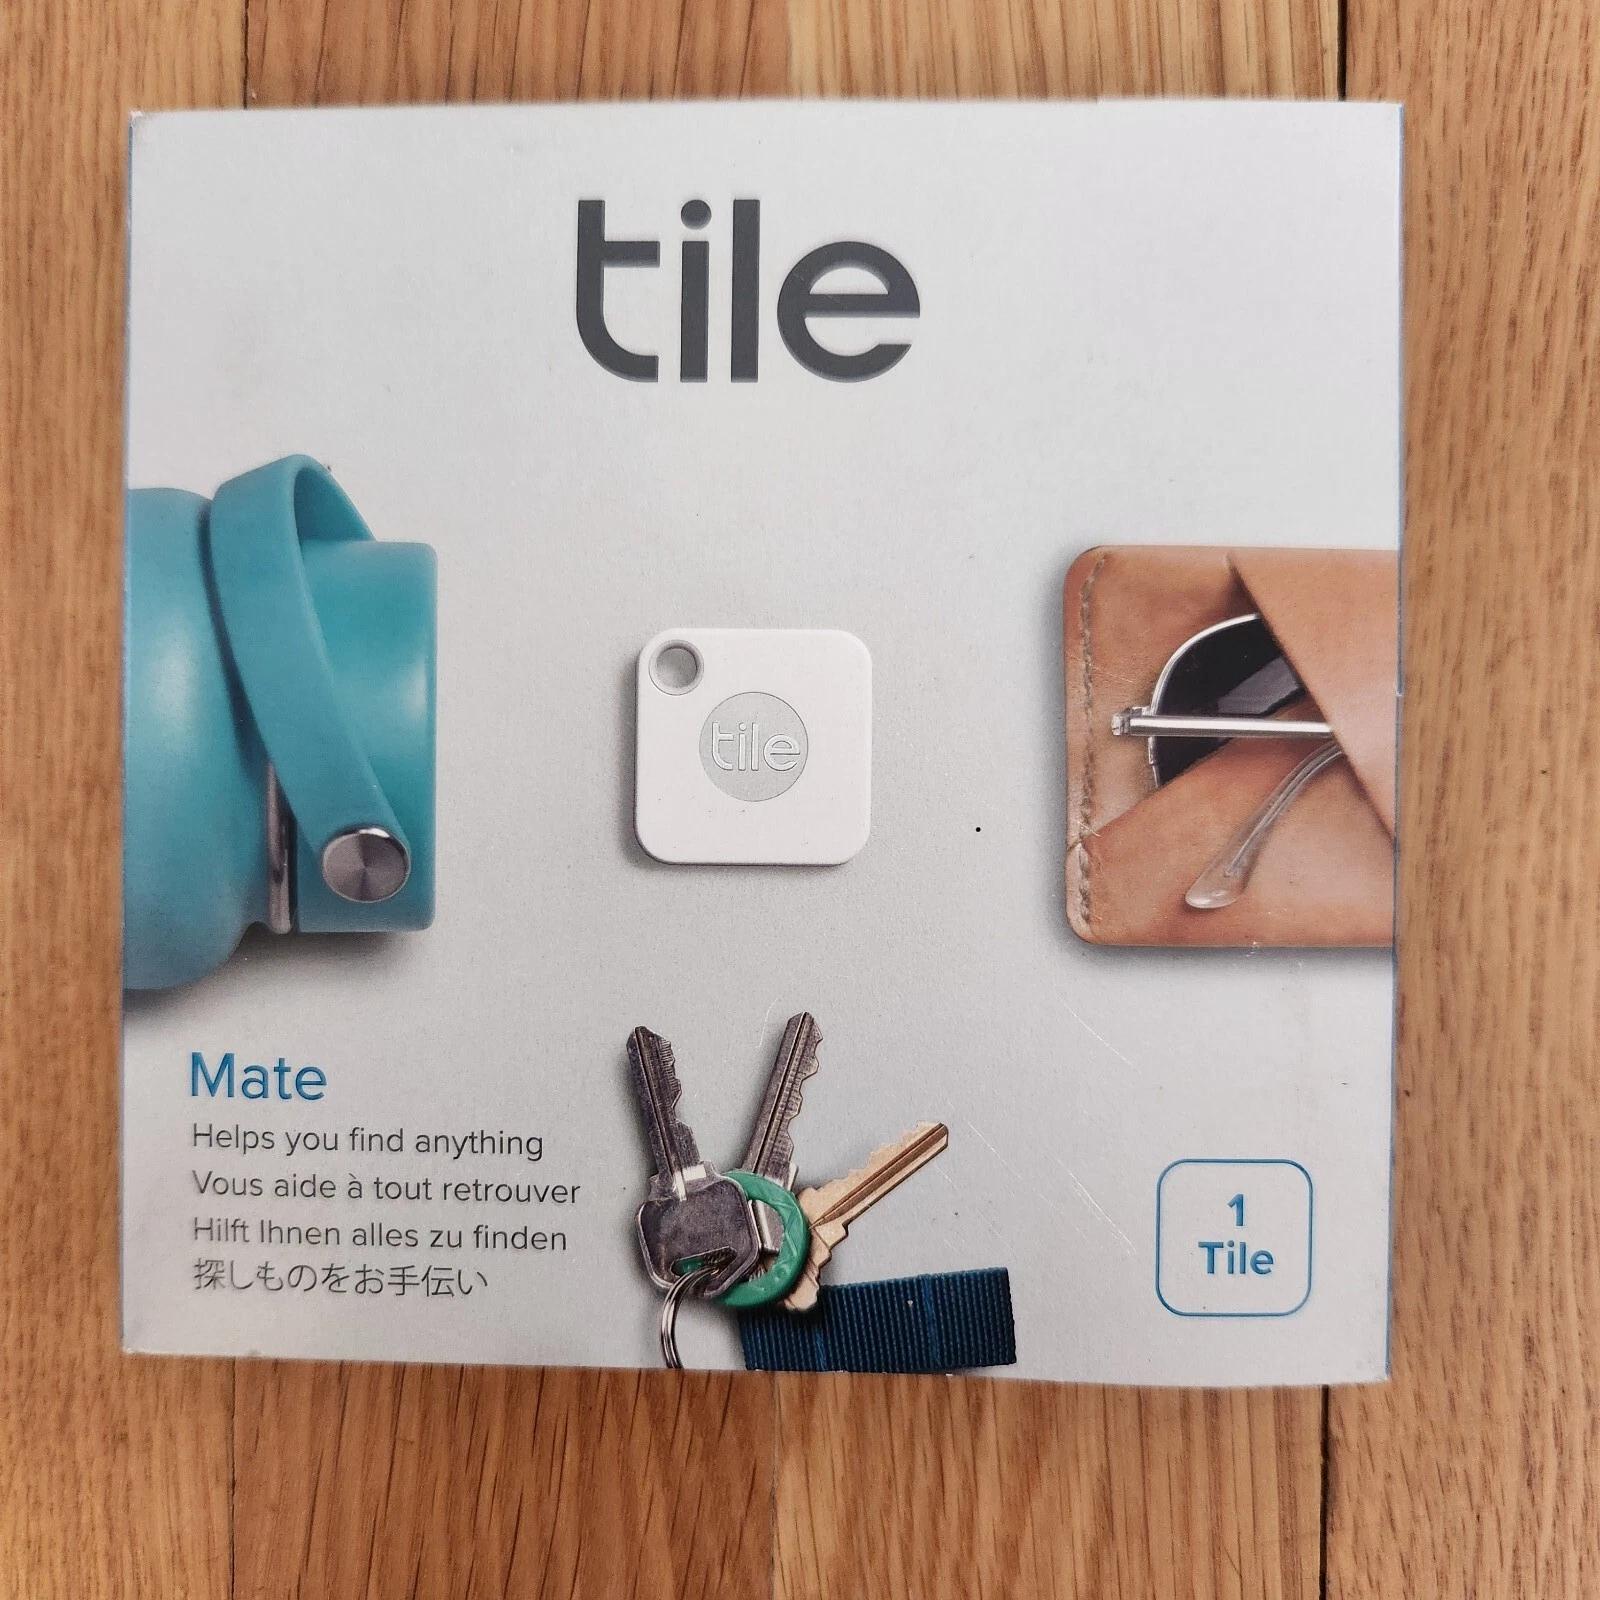 tile
tile
Mate
Helps you find anything
Vous aide à tout retrouver
Hilft Ihnen alles zu finden
探しものをお手伝い
1
Tile